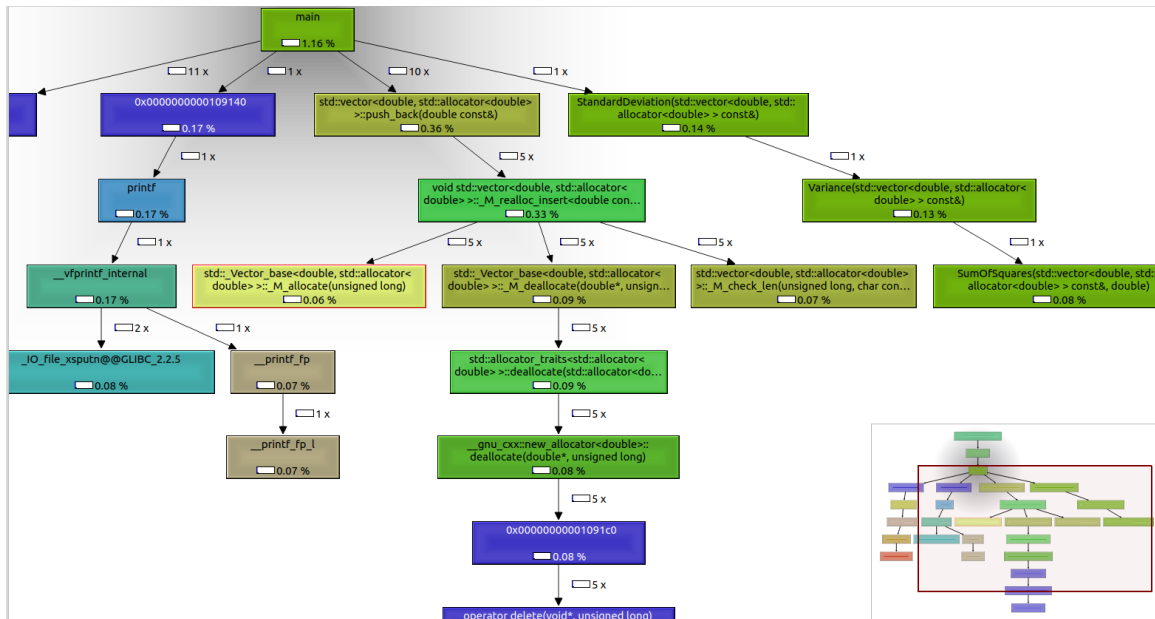 main
1.16 %
11 x
1 x
10 x
1 x
0x0000000000109140
0.17 %
std::vector<double, std::allocator<double>
>::push_back(double const&)
0.36 %
StandardDeviation(std::vector<double, std::
allocator<double> > const&)
0.14 %
1 x
5 x
1 x
printf
0.17 %
void std::vector<double, std::allocator<
double> >::_M_realloc_insert<double con...
0.33 %
Variance(std::vector<double, std::allocator<
double> > const&)
0.13 %
1 x
5 x
5 x
5 x
1 x
__vfprintf_internal
0.17 %
std::_Vector_base<double, std::allocator<
double> >::_M_allocate(unsigned long)
0.06 %
std::_Vector_base<double, std::allocator<
double> >::_M_deallocate(double*, unsign...
0.09 %
std::vector<double, std::allocator<double>
>::_M_check_len(unsigned long, char con...
0.07 %
SumOfSquares(std::vector<double, std::
allocator<double> > const&, double)
0.08 %
2 x
1 x
5 x
_IO_file_xsputn@@GLIBC_2.2.5
0.08 %
__printf_fp
0.07 %
std::allocator_traits<std::allocator<
double> >::deallocate(std::allocator<do...
0.09 %
1 x
5 x
__printf_fp_l
0.07 %
__gnu_cxx::new_allocator<double>::
deallocate(double*, unsigned long)
0.08 %
5 x
0x00000000001091c0
0.08 %
5 x
operator delete(void*, unsigned long)